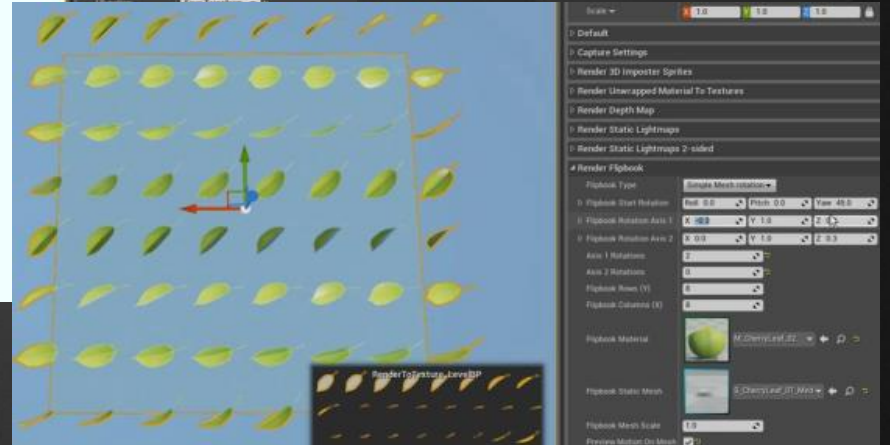 Scale X 1.0 Y 1.0 Z 1.0
Default
Capture Settings
Render 3D Imposter Sprites
Render Unwrapped Material To Textures
Render Depth Map
Render Static Lightmaps
Render Static Lightmaps 2-sided
Render Flipbook
Flipbook Type Simple Mesh rotation
Flipbook Start Rotation Roll 0.0 Pitch 0.0 Yaw 45.0
Flipbook Rotation Axis 1 X Y 1.0 Z
Flipbook Rotation Axis 2 X 0.0 Y 1.0 Z 0.3
Axis 1 Rotations 2
Axis 2 Rotations 0
Flipbook Rows (Y) 8
Flipbook Columns (X) 8
Flipbook Material M_CherryLeaf_02
Flipbook Static Mesh S_CherryLeaf_01_Med
Flipbook Mesh Scale 1.0
Preview Motion On Mesh
RenderToTexture_LevelBP